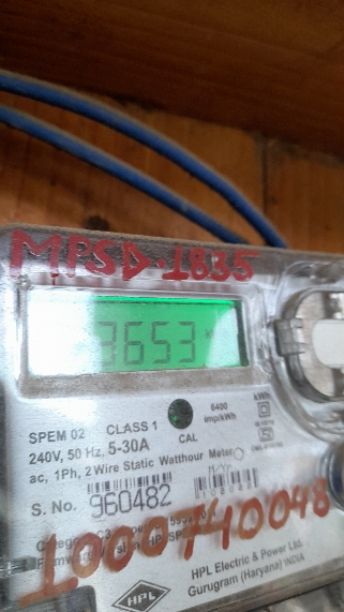 MPSD.1835
3653
SPEM 02 CLASS 1
240V, 50 Hz, 5-30A CAL
6400 imp/kWh
kWh
ac, 1Ph, 2 Wire Static Watthour Meter
S. No. 960482
1000740048
HPL Electric & Power Ltd.
Gurugram (Haryana) INDIA
HPL